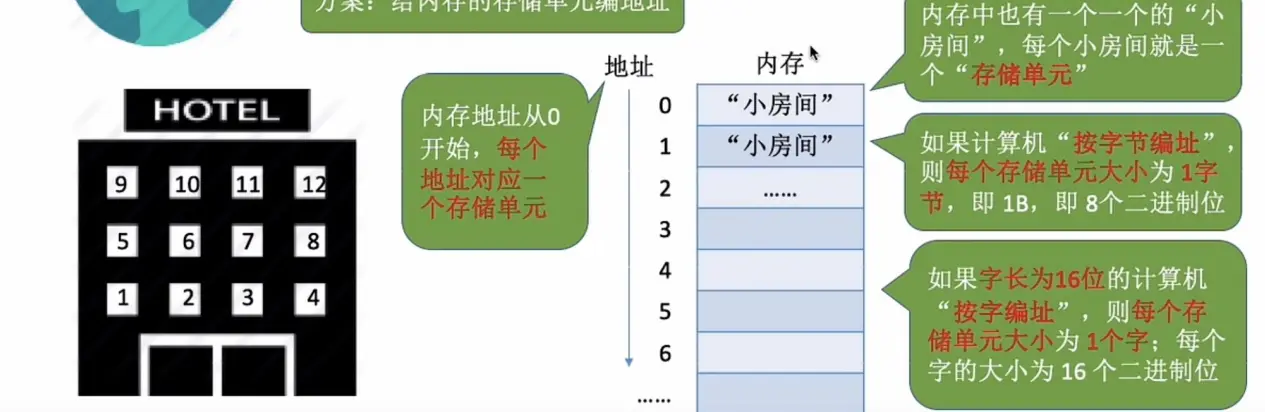 方案：给内存的存储单元编地址
内存中也有一个一个的“小
房间”，每个小房间就是一
个“存储单元”
地址
内存
HOTEL
内存地址从0
开始，每个
地址对应一
个存储单元
0
“小房间”
1
“小房间”
2
……
3
4
5
6
……
如果计算机“按字节编址”，
则每个存储单元大小为 1字
节，即 1B，即 8个二进制位
如果字长为16位的计算机
“按字编址”，则每个存
储单元大小为 1个字；每个
字的大小为 16 个二进制位
9 10 11 12
5 6 7 8
1 2 3 4